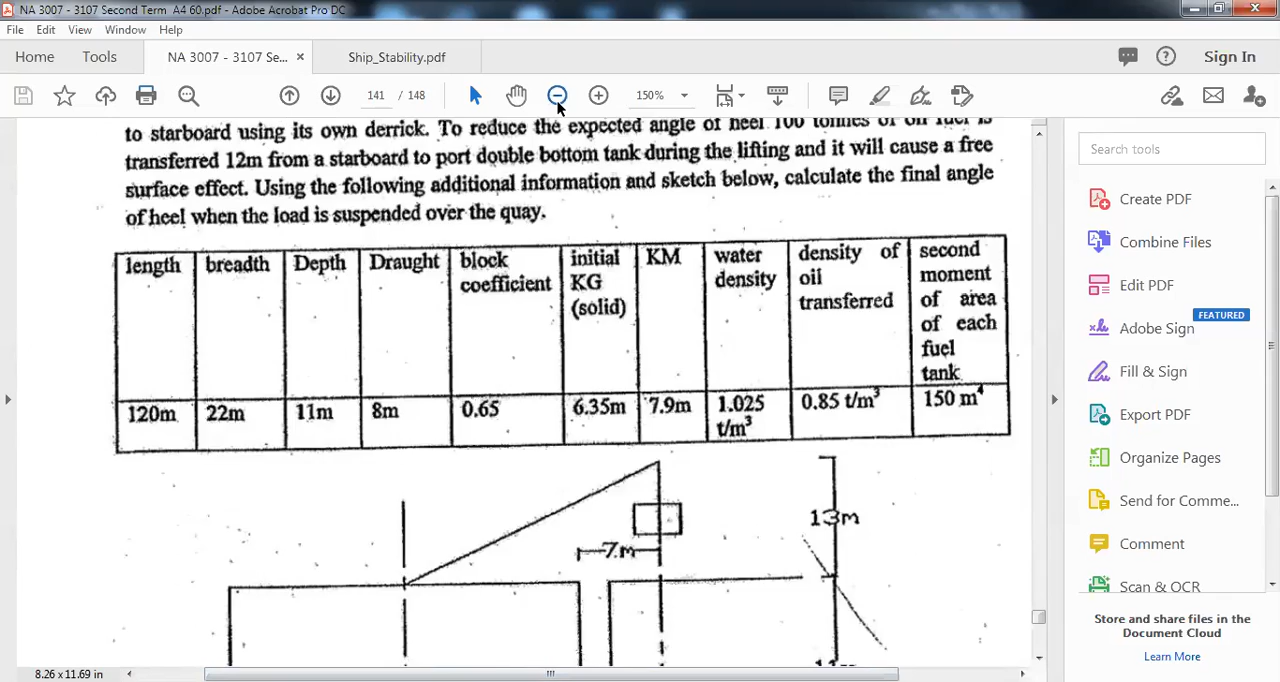 NA 3007 - 3107 Second Term A4 60.pdf - Adobe Acrobat Pro DC
File Edit View Window Help
Home Tools NA 3007 - 3107 Se... × Ship_Stability.pdf Sign In
141 / 148 150%
to starboard using its own derrick. To reduce the expected angle of heel 100 tonnes of oil fuel is
transferred 12m from a starboard to port double bottom tank during the lifting and it will cause a free
surface effect. Using the following additional information and sketch below, calculate the final angle
of heel when the load is suspended over the quay.
length breadth Depth Draught block coefficient initial KG (solid) KM water density density of oil transferred second moment of area of each fuel tank
120m 22m 11m 8m 0.65 6.35m 7.9m 1.025 t/m³ 0.85 t/m³ 150 m⁴
13m
7m
8.26 x 11.69 in
Search tools
Create PDF
Combine Files
Edit PDF
FEATURED
Adobe Sign
Fill & Sign
Export PDF
Organize Pages
Send for Comme...
Comment
Scan & OCR
Store and share files in the
Document Cloud
Learn More